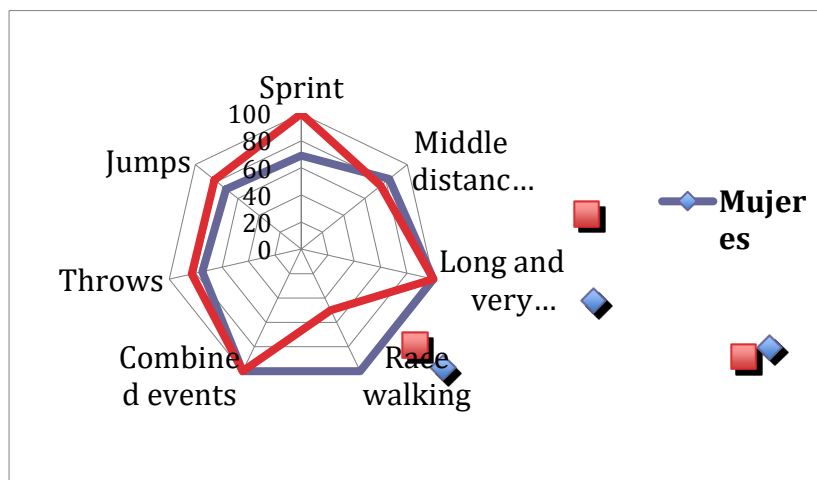 Sprint
100
80
60
40
20
0
Middle
distanc...
Long and
very...
Race
walking
Combine
d events
Throws
Jumps
Mujer
es